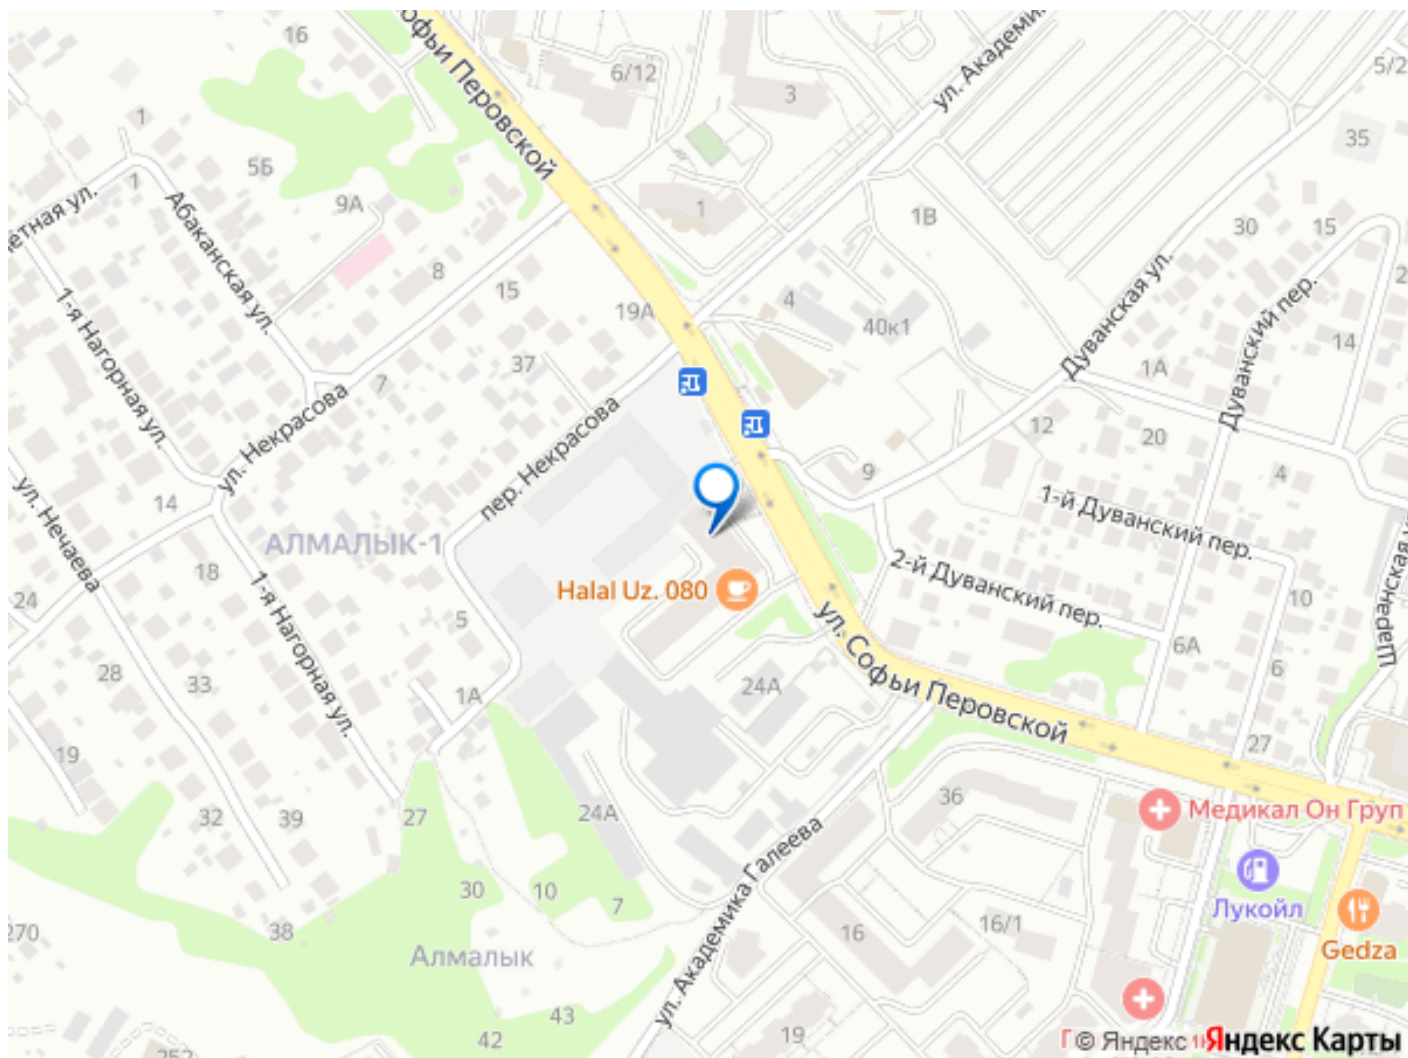 Софьи Перовской
16
6/12
3
ул. Академи
5/2
35
1
5Б
1
9А
1
1В
30
15
2
етная ул.
Абаканская ул.
8
15
1-я Нагорная ул.
19А
4
40к1
Дуванская ул.
Дуванский пер.
14
37
7
1А
ул. Некрасова
пер. Некрасова
12
20
4
9
ул. Нечаева
14
1-й Дуванский пер.
АЛМАЛЫК-1
18
2-й Дуванский пер.
24
1-я Нагорная ул.
Halal Uz. 080
10
5
ул. Софьи Перовской
6А
6
28
33
1А
24А
19
27
36
Медикал Он Груп
32
39
27
24А
ул. Академика Галеева
30
10
7
Лукойл
16
16/1
Gedza
270
38
Алмалык
43
42
19
252
© Яндекс
Яндекс Карты